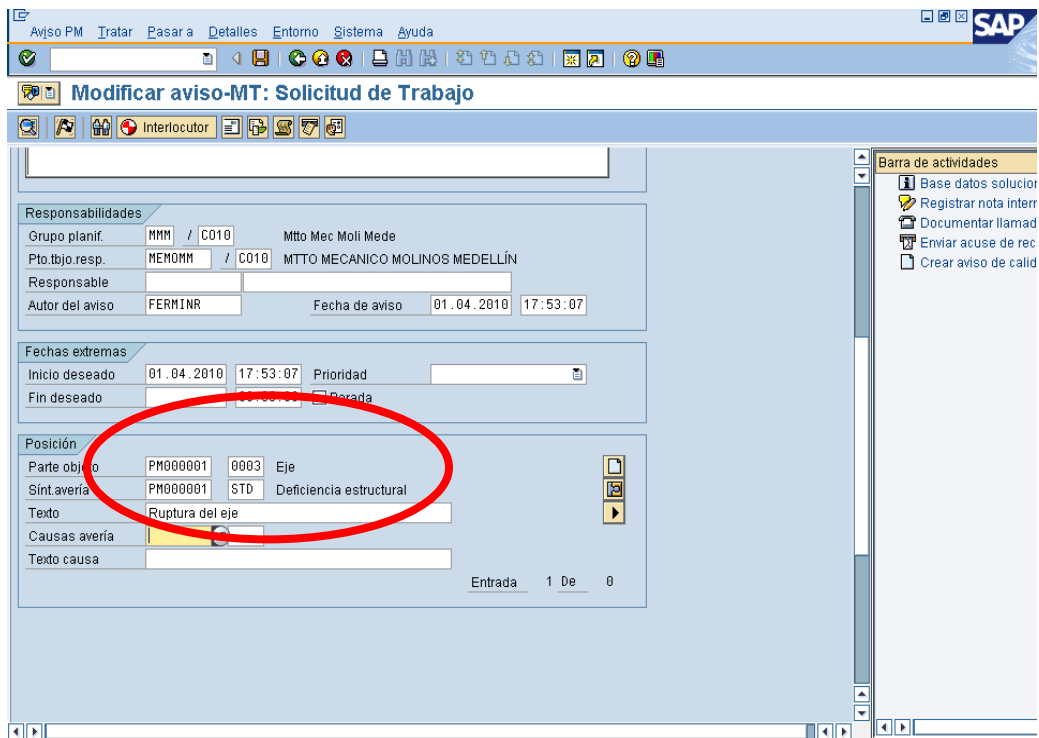 Aviso PM Tratar Pasar a Detalles Entorno Sistema Ayuda
SAP
Modificar aviso-MT: Solicitud de Trabajo
Interlocutor
Barra de actividades
Base datos solucion
Registrar nota intern
Documentar llamad
Enviar acuse de rec
Crear aviso de calid
Responsabilidades
Grupo planif. MMM / CO10 Mtto Mec Moli Mede
Pto.tbjo.resp. MEMOMM / CO10 MTTO MECANICO MOLINOS MEDELLÍN
Responsable
Autor del aviso FERMINR Fecha de aviso 01.04.2010 17:53:07
Fechas extremas
Inicio deseado 01.04.2010 17:53:07 Prioridad
Fin deseado Parada
Posición
Parte objeto PM000001 0003 Eje
Sínt.avería PM000001 STD Deficiencia estructural
Texto Ruptura del eje
Causas avería
Texto causa
Entrada 1 De 0